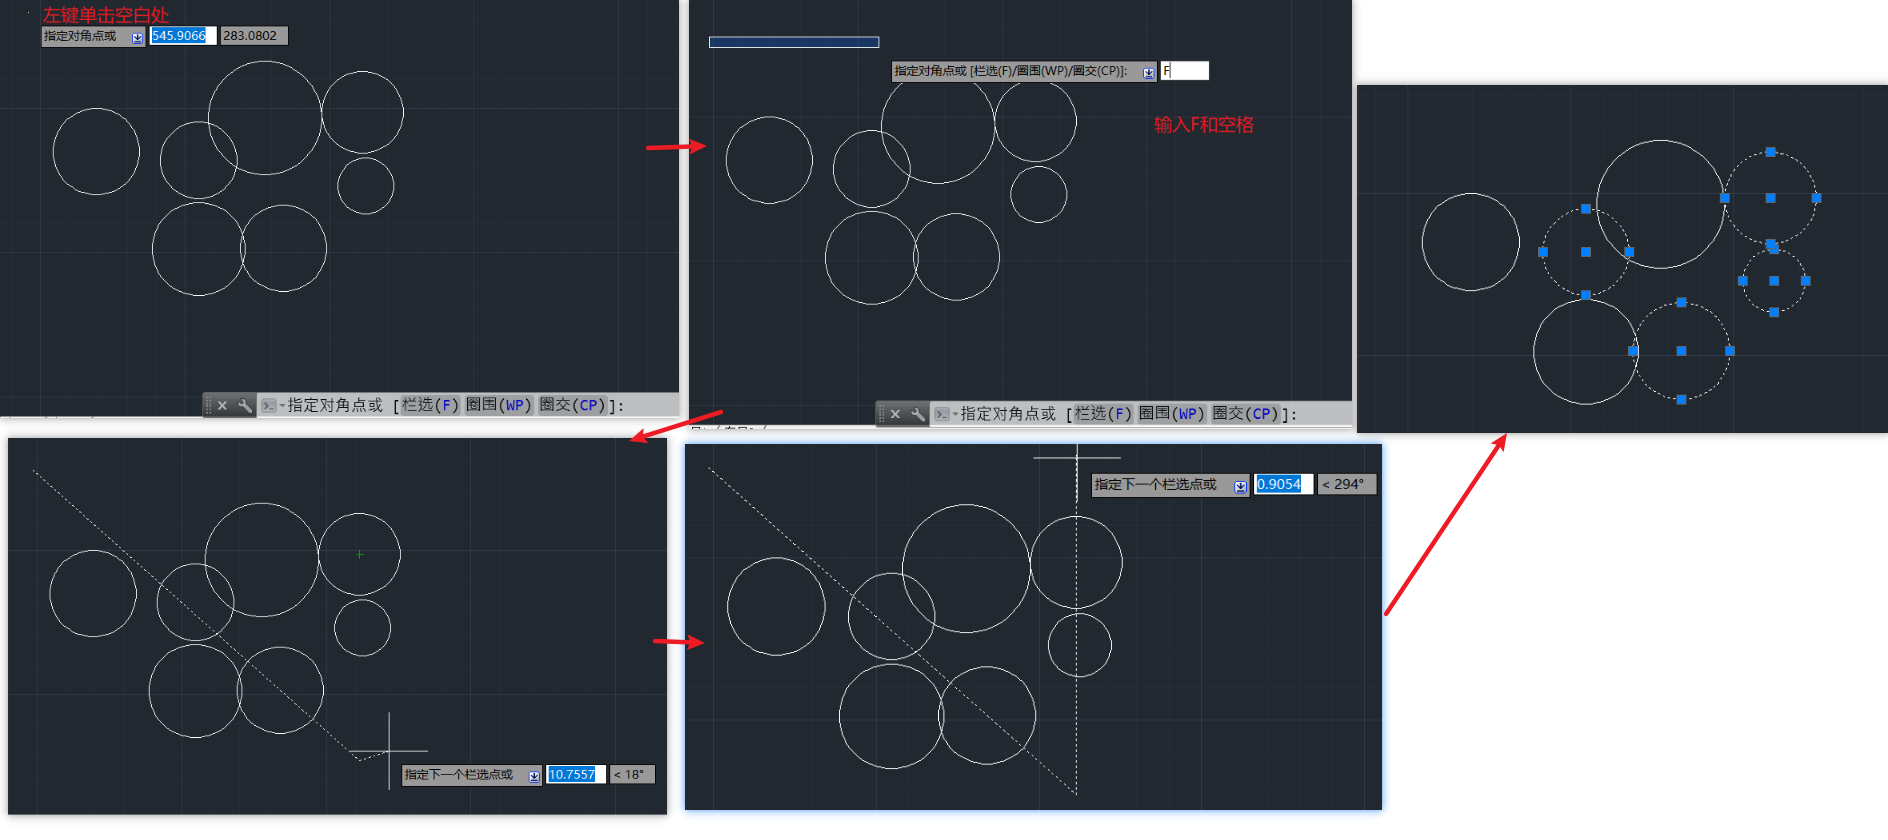 左键单击空白处
指定对角点或 545.9066 283.0802
指定对角点或 [栏选(F) 圈围(WP) 圈交(CP)]:
指定对角点或 [栏选(F)/圈围(WP)/圈交(CP)]: F
输入F和空格
指定对角点或 [栏选(F) 圈围(WP) 圈交(CP)]:
指定下一个栏选点或 10.7557 < 18°
指定下一个栏选点或 0.9054 < 294°